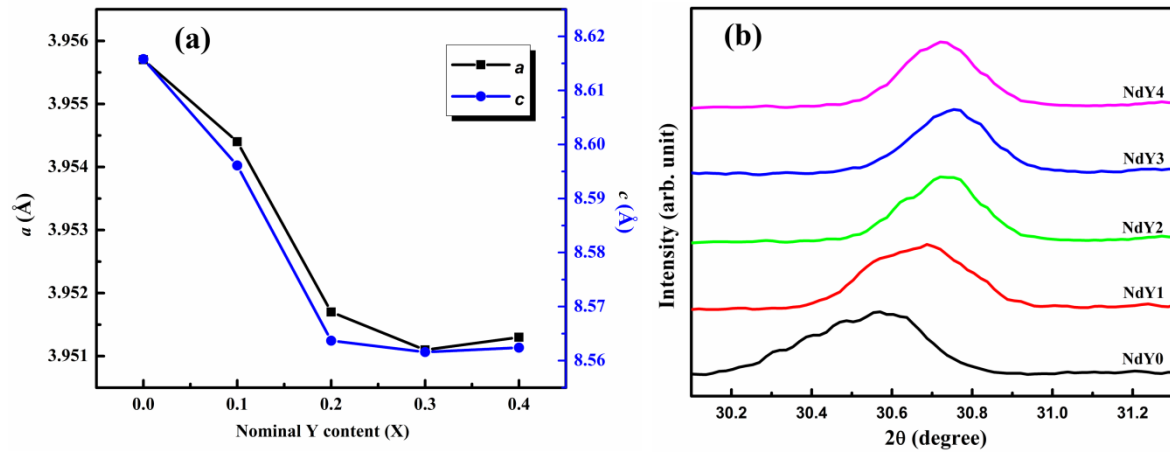 (a)
a
c
3.956
3.955
3.954
3.953
3.952
3.951
a (Å)
8.62
8.61
8.60
8.59
8.58
8.57
8.56
c (Å)
0.0 0.1 0.2 0.3 0.4
Nominal Y content (X)
(b)
NdY4
NdY3
NdY2
NdY1
NdY0
Intensity (arb. unit)
30.2 30.4 30.6 30.8 31.0 31.2
2θ (degree)